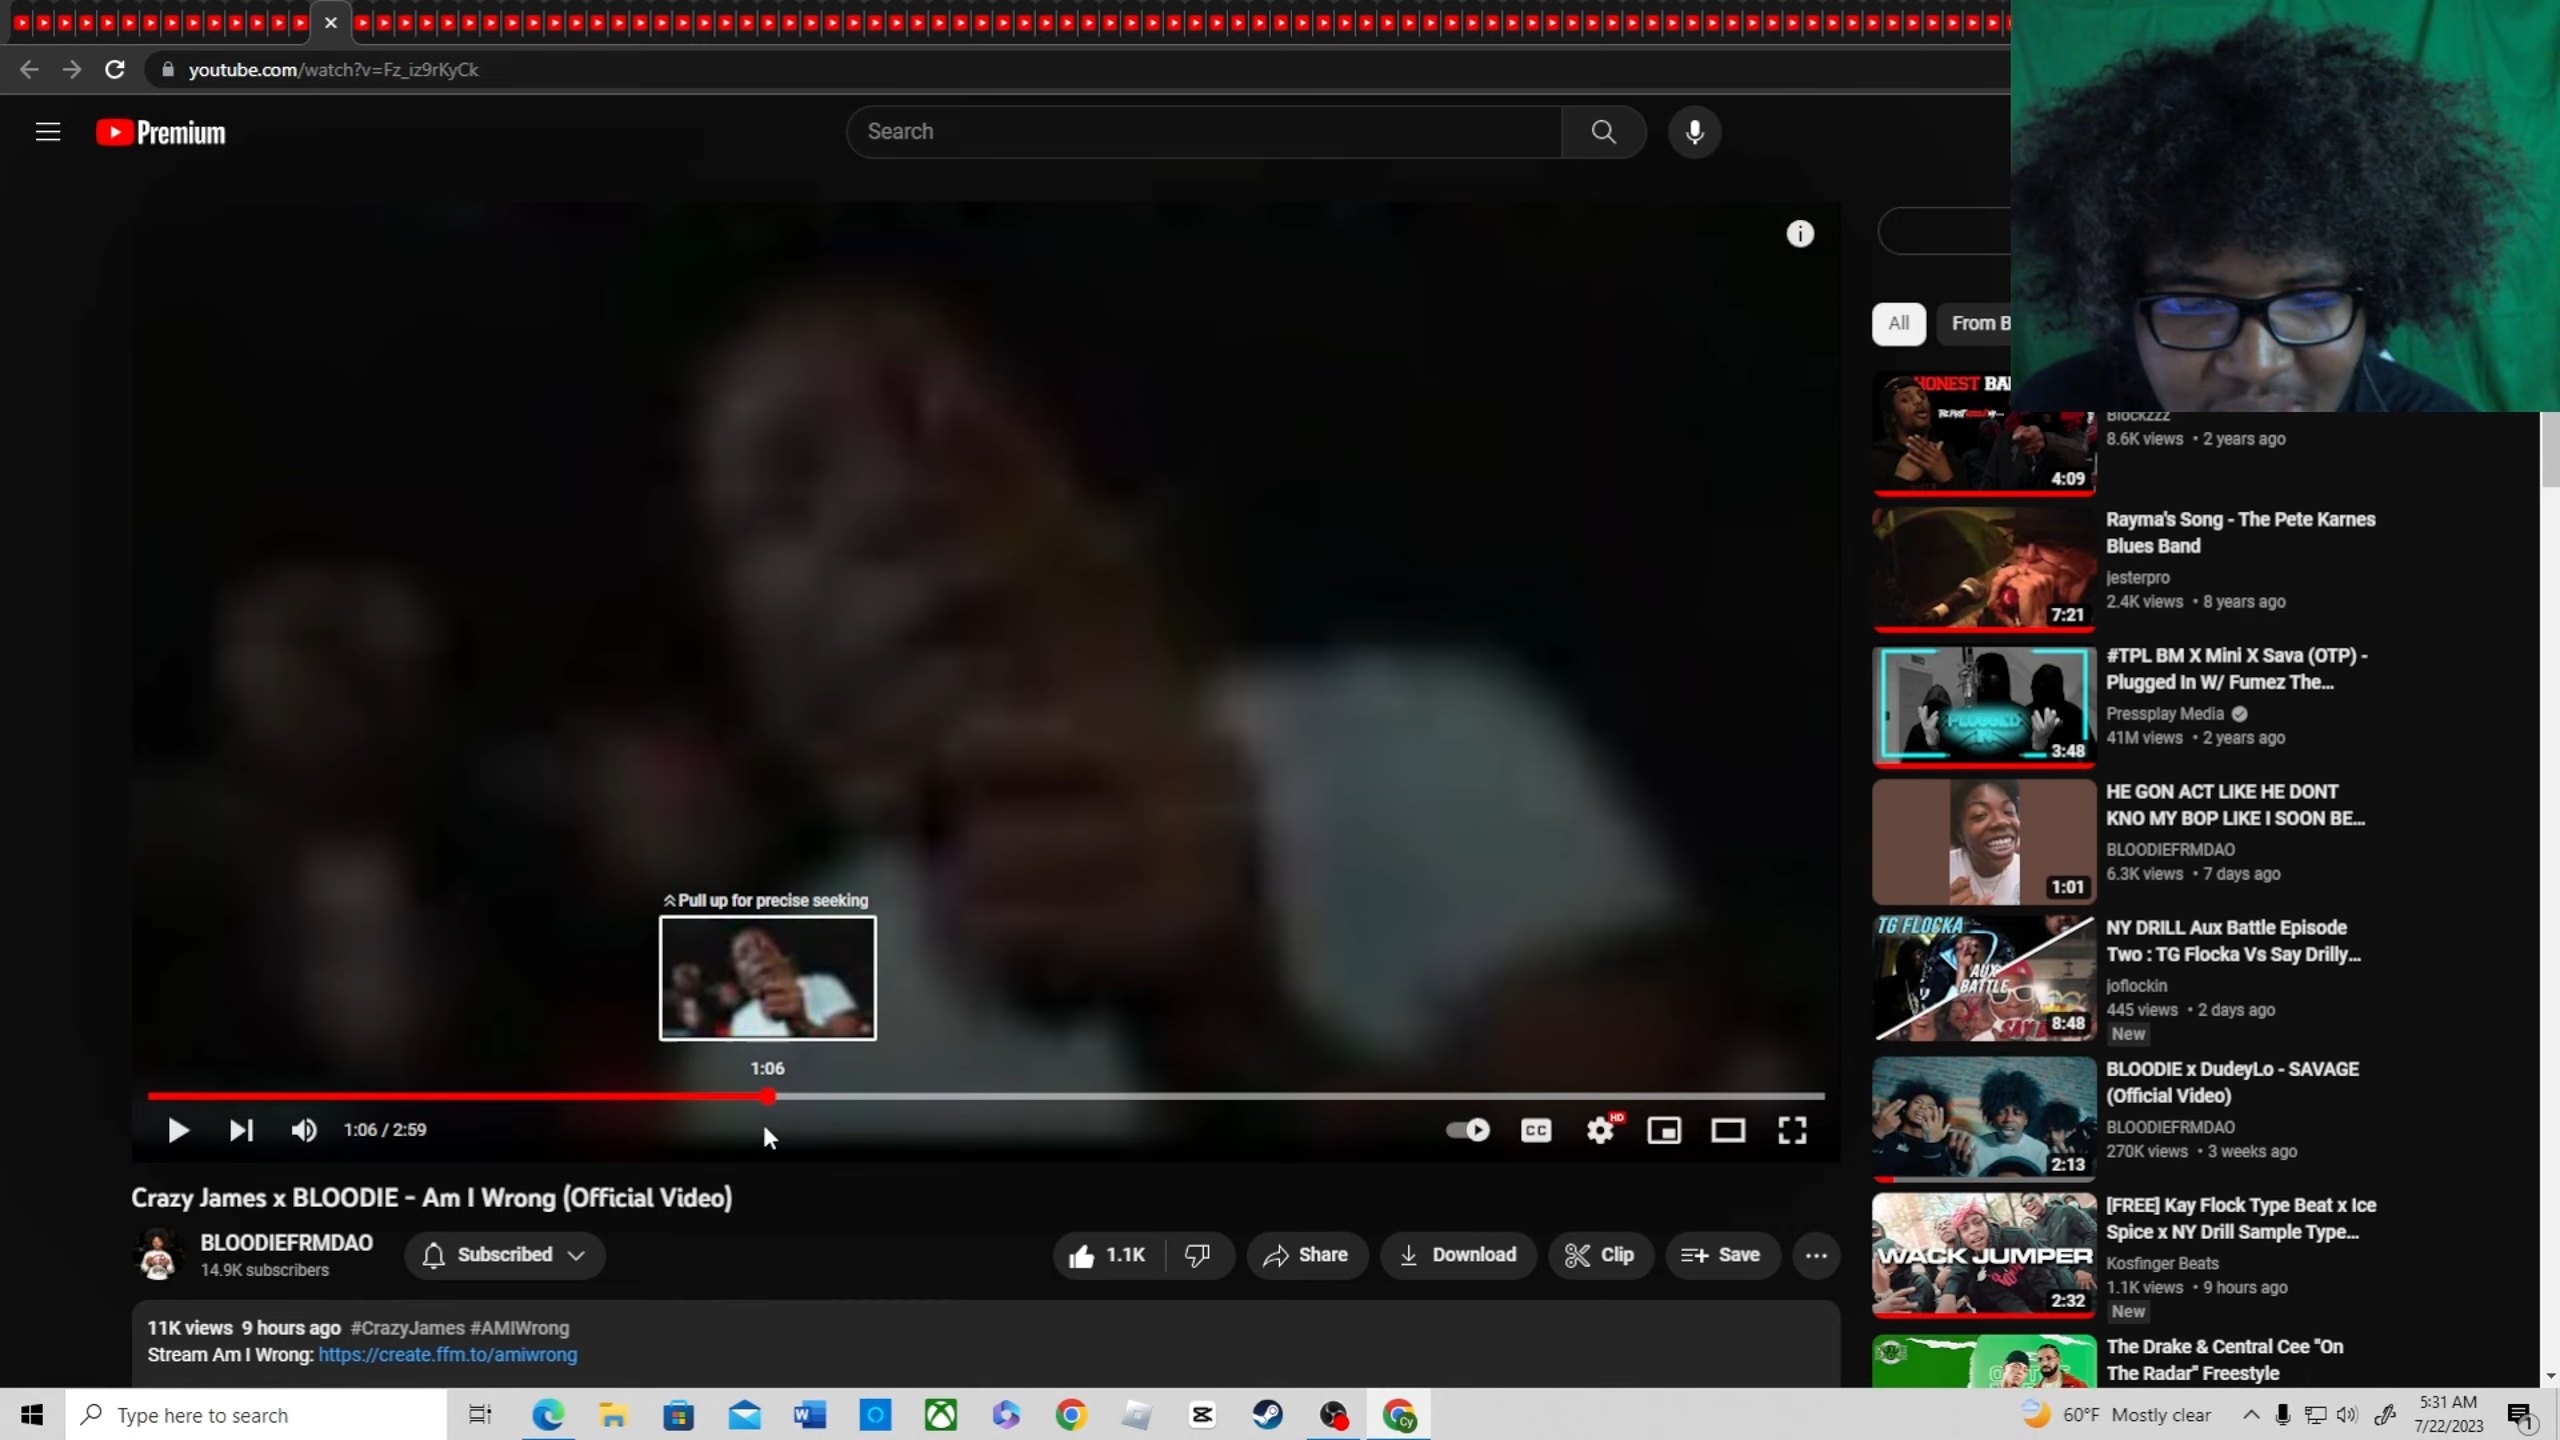 youtube.com/watch?v=Fz_iz9rKyCk
Premium
Search
All
From B
HONEST BA
Blockzzz
8.6K views • 2 years ago
4:09
Rayma's Song - The Pete Karnes
Blues Band
jesterpro
2.4K views • 8 years ago
7:21
#TPL BM X Mini X Sava (OTP) -
Plugged In W/ Fumez The...
Pressplay Media
41M views • 2 years ago
PLUGGED
3:48
HE GON ACT LIKE HE DONT
KNO MY BOP LIKE I SOON BE...
BLOODIEFRMDAO
6.3K views • 7 days ago
1:01
TG FLOCKA
AUX
BATTLE
8:48
NY DRILL Aux Battle Episode
Two : TG Flocka Vs Say Drilly...
joflockin
445 views • 2 days ago
New
BLOODIE x DudeyLo - SAVAGE
(Official Video)
BLOODIEFRMDAO
270K views • 3 weeks ago
2:13
[FREE] Kay Flock Type Beat x Ice
Spice x NY Drill Sample Type...
Kosfinger Beats
1.1K views • 9 hours ago
New
WACK JUMPER
2:32
The Drake & Central Cee "On
The Radar" Freestyle
Pull up for precise seeking
1:06
1:06 / 2:59
CC
HD
Crazy James x BLOODIE - Am I Wrong (Official Video)
BLOODIEFRMDAO
14.9K subscribers
Subscribed
1.1K
Share
Download
Clip
Save
11K views 9 hours ago #CrazyJames #AMIWrong
Stream Am I Wrong: https://create.ffm.to/amiwrong
Type here to search
Cy
60°F Mostly clear
5:31 AM
7/22/2023
1